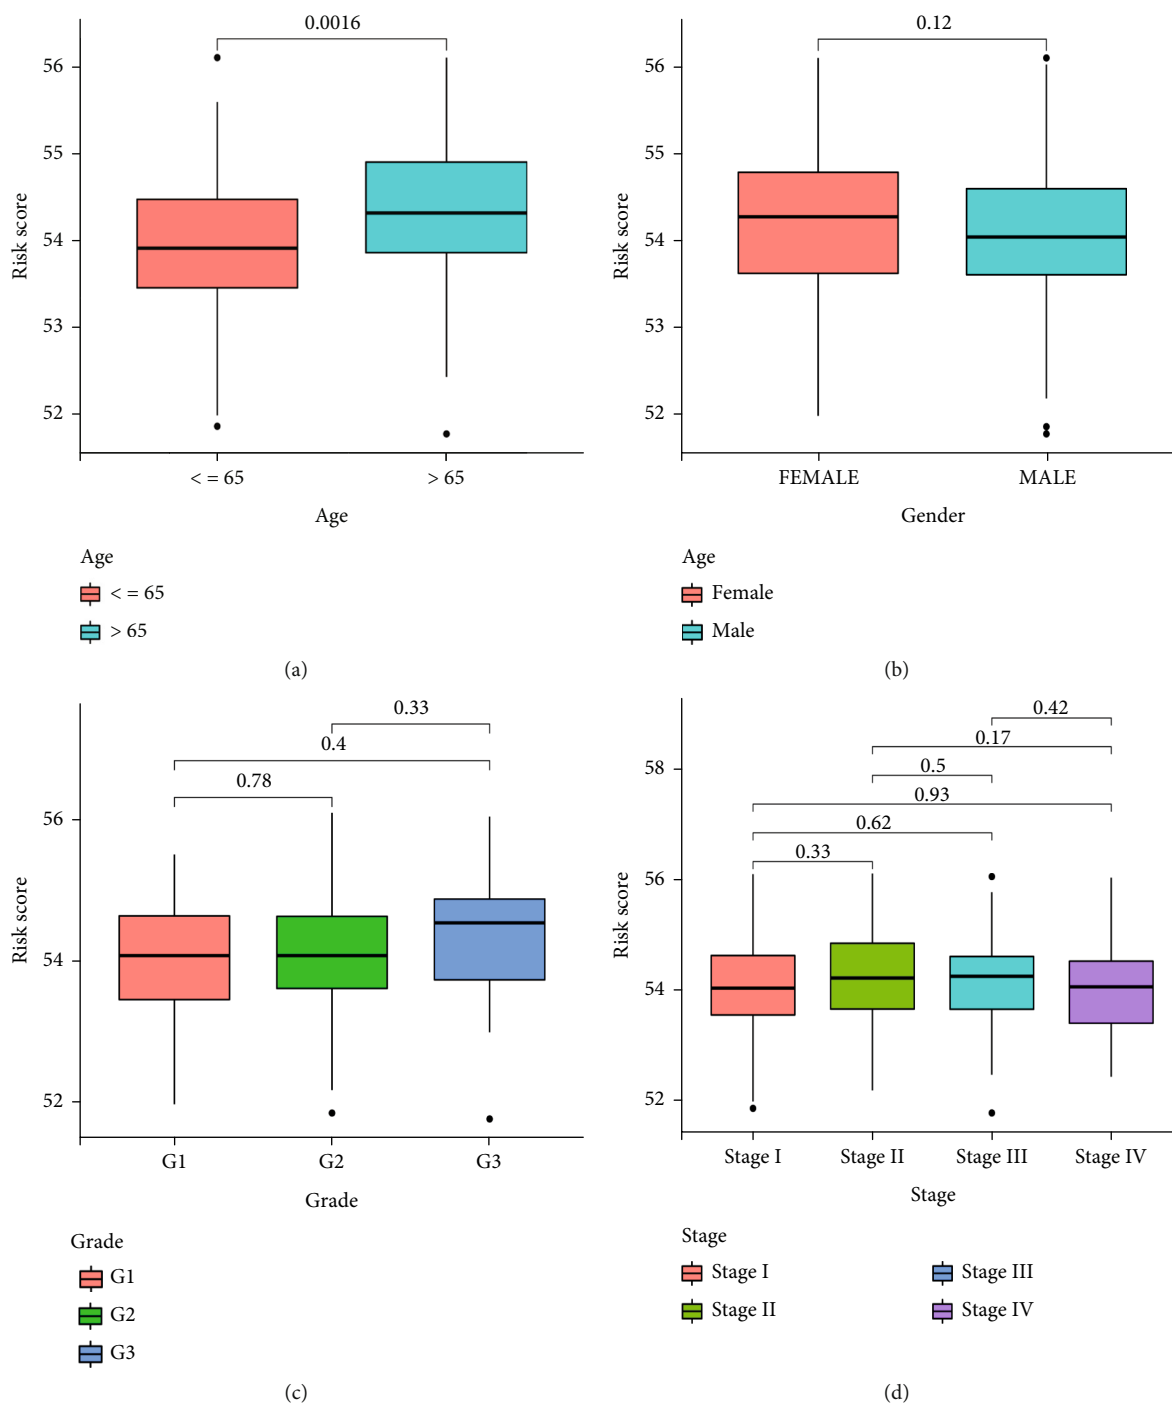 0.0016
56
55
54
53
52
Risk score
< = 65
> 65
Age
Age
< = 65
> 65
(a)
0.12
56
55
54
53
52
Risk score
FEMALE
MALE
Gender
Age
Female
Male
(b)
0.33
0.4
0.78
56
54
52
Risk score
G1
G2
G3
Grade
Grade
G1
G2
G3
(c)
0.42
0.17
0.5
0.93
0.62
0.33
58
56
54
52
Risk score
Stage I
Stage II
Stage III
Stage IV
Stage
Stage
Stage I
Stage II
Stage III
Stage IV
(d)